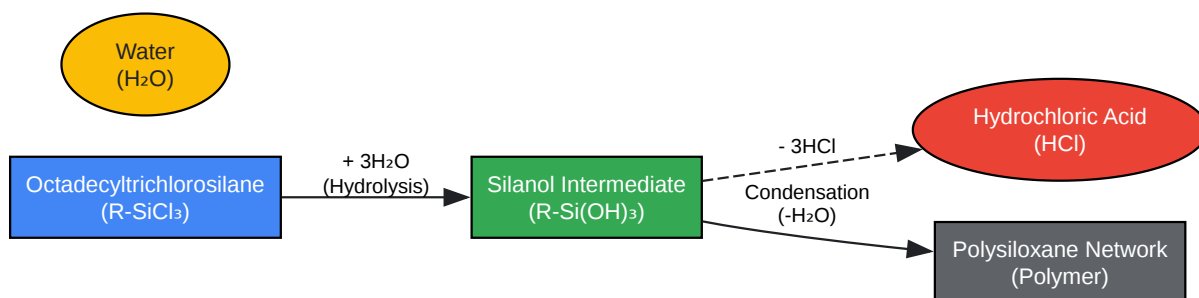 Water
(H₂O)
Octadecyltrichlorosilane
(R-SiCl₃)
+ 3H₂O
(Hydrolysis)
Silanol Intermediate
(R-Si(OH)₃)
- 3HCl
Condensation
(-H₂O)
Hydrochloric Acid
(HCl)
Polysiloxane Network
(Polymer)